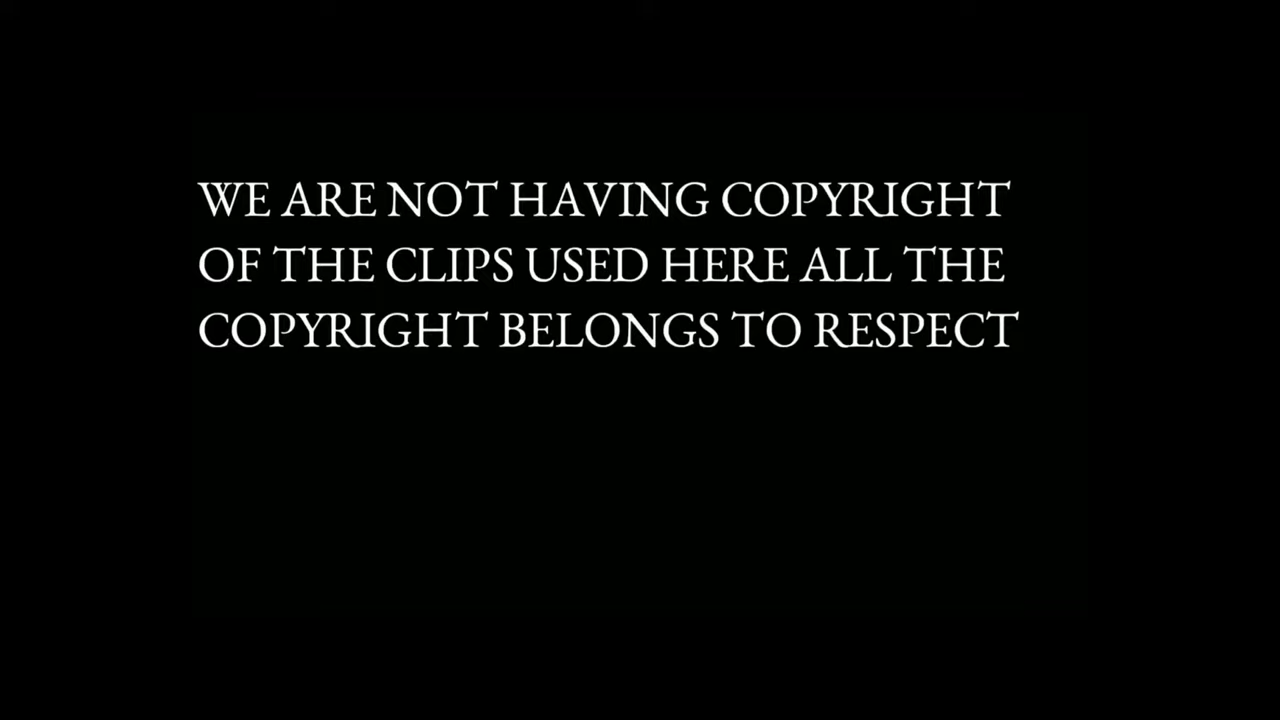 WE ARE NOT HAVING COPYRIGHT
OF THE CLIPS USED HERE ALL THE
COPYRIGHT BELONGS TO RESPECT